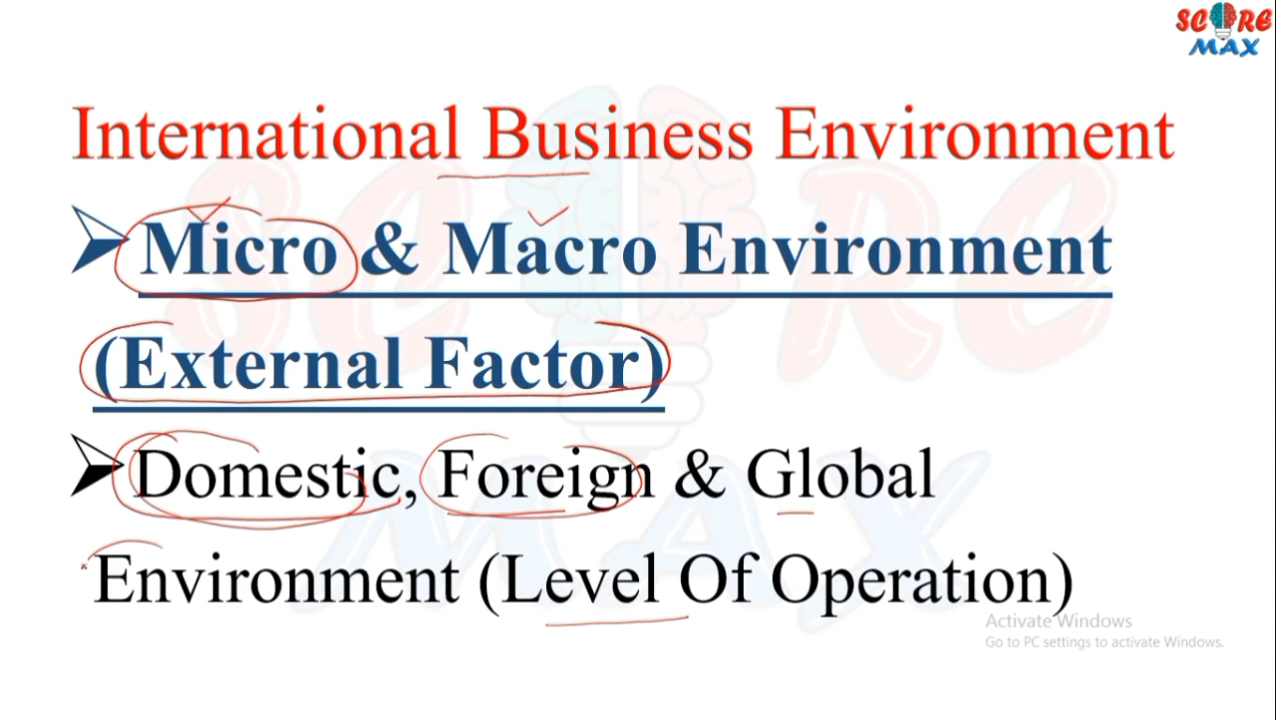 SCORE
MAX
International Business Environment
Micro & Macro Environment
(External Factor)
Domestic, Foreign & Global
Environment (Level Of Operation)
Activate Windows
Go to PC settings to activate Windows.